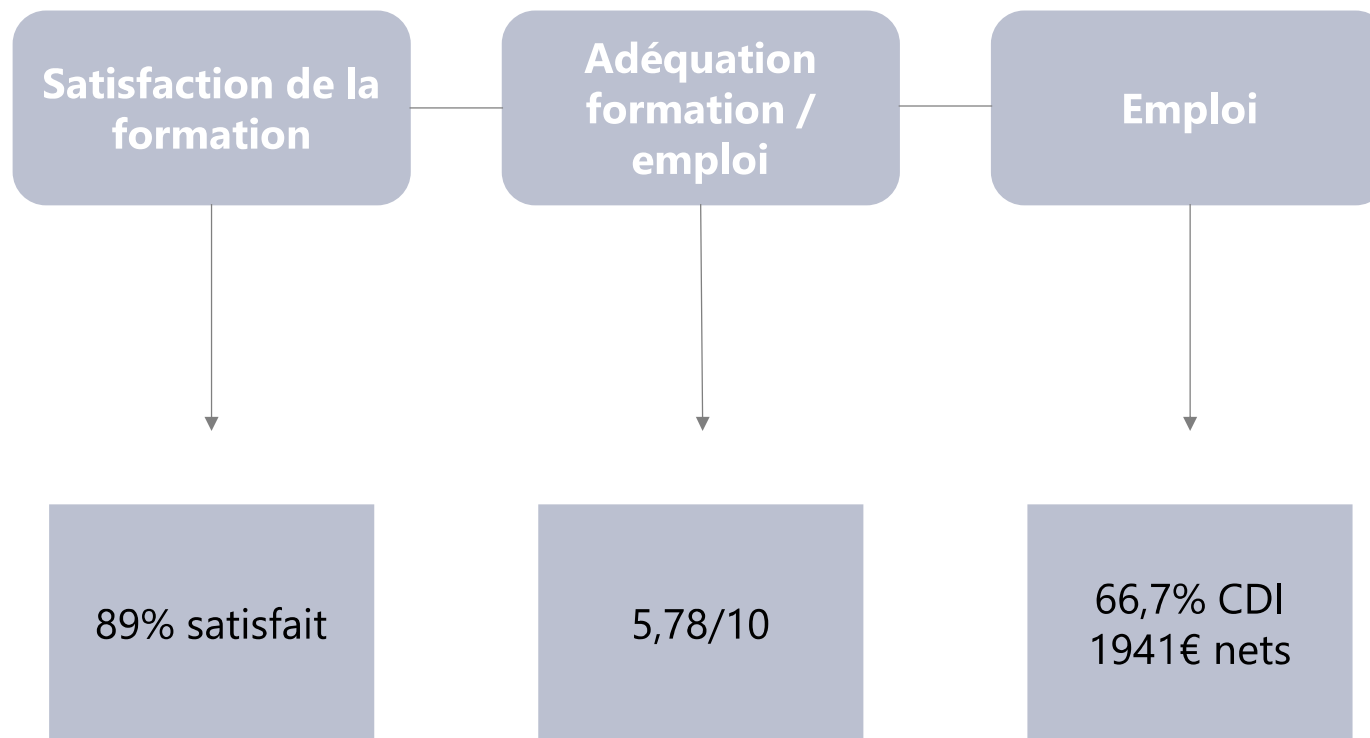 Satisfaction de la
formation
Adéquation
formation /
emploi
Emploi
89% satisfait
5,78/10
66,7% CDI
1941€ nets